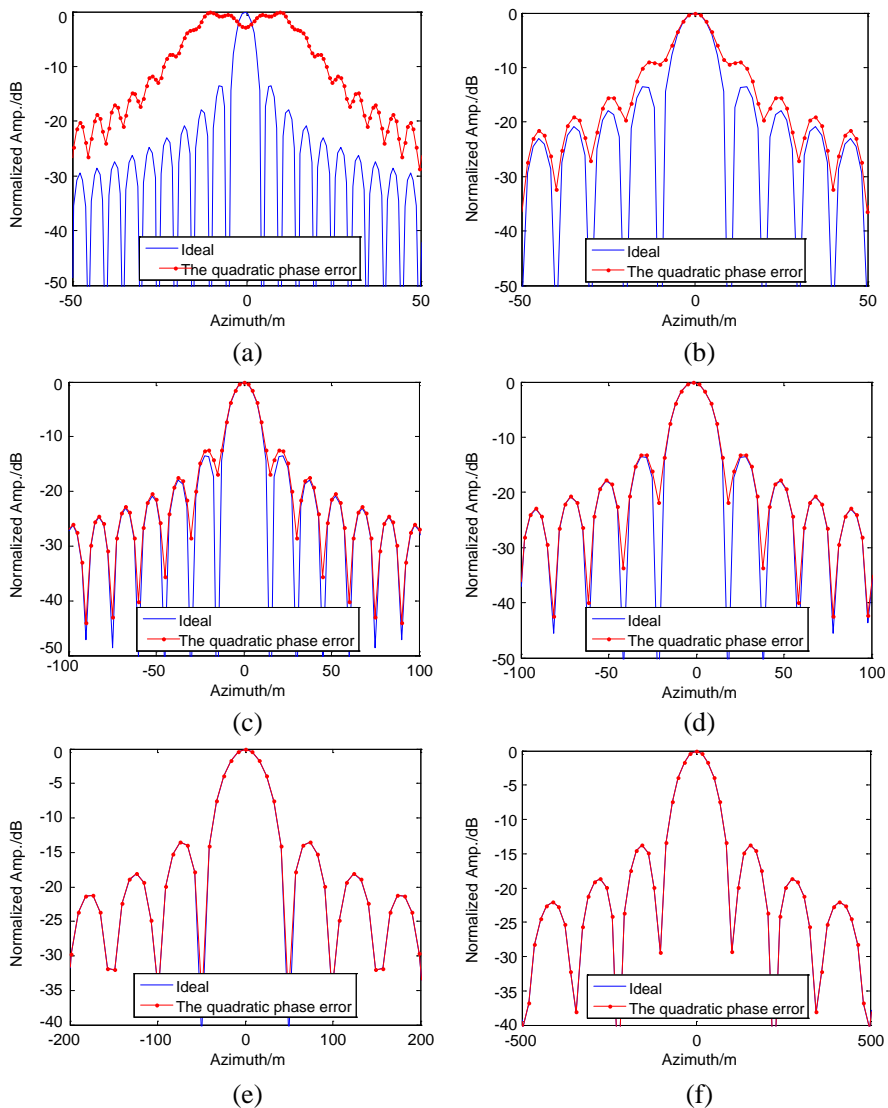 0
-10
-20
-30
-40
-50
-50 0 50
Normalized Amp./dB
Azimuth/m
Ideal
The quadratic phase error
(a)
0
-10
-20
-30
-40
-50
-50 0 50
Normalized Amp./dB
Azimuth/m
Ideal
The quadratic phase error
(b)
0
-10
-20
-30
-40
-50
-100 -50 0 50 100
Normalized Amp./dB
Azimuth/m
Ideal
The quadratic phase error
(c)
0
-10
-20
-30
-40
-50
-100 -50 0 50 100
Normalized Amp./dB
Azimuth/m
Ideal
The quadratic phase error
(d)
0
-5
-10
-15
-20
-25
-30
-35
-40
-200 -100 0 100 200
Normalized Amp./dB
Azimuth/m
Ideal
The quadratic phase error
(e)
0
-5
-10
-15
-20
-25
-30
-35
-40
-500 0 500
Normalized Amp./dB
Azimuth/m
Ideal
The quadratic phase error
(f)